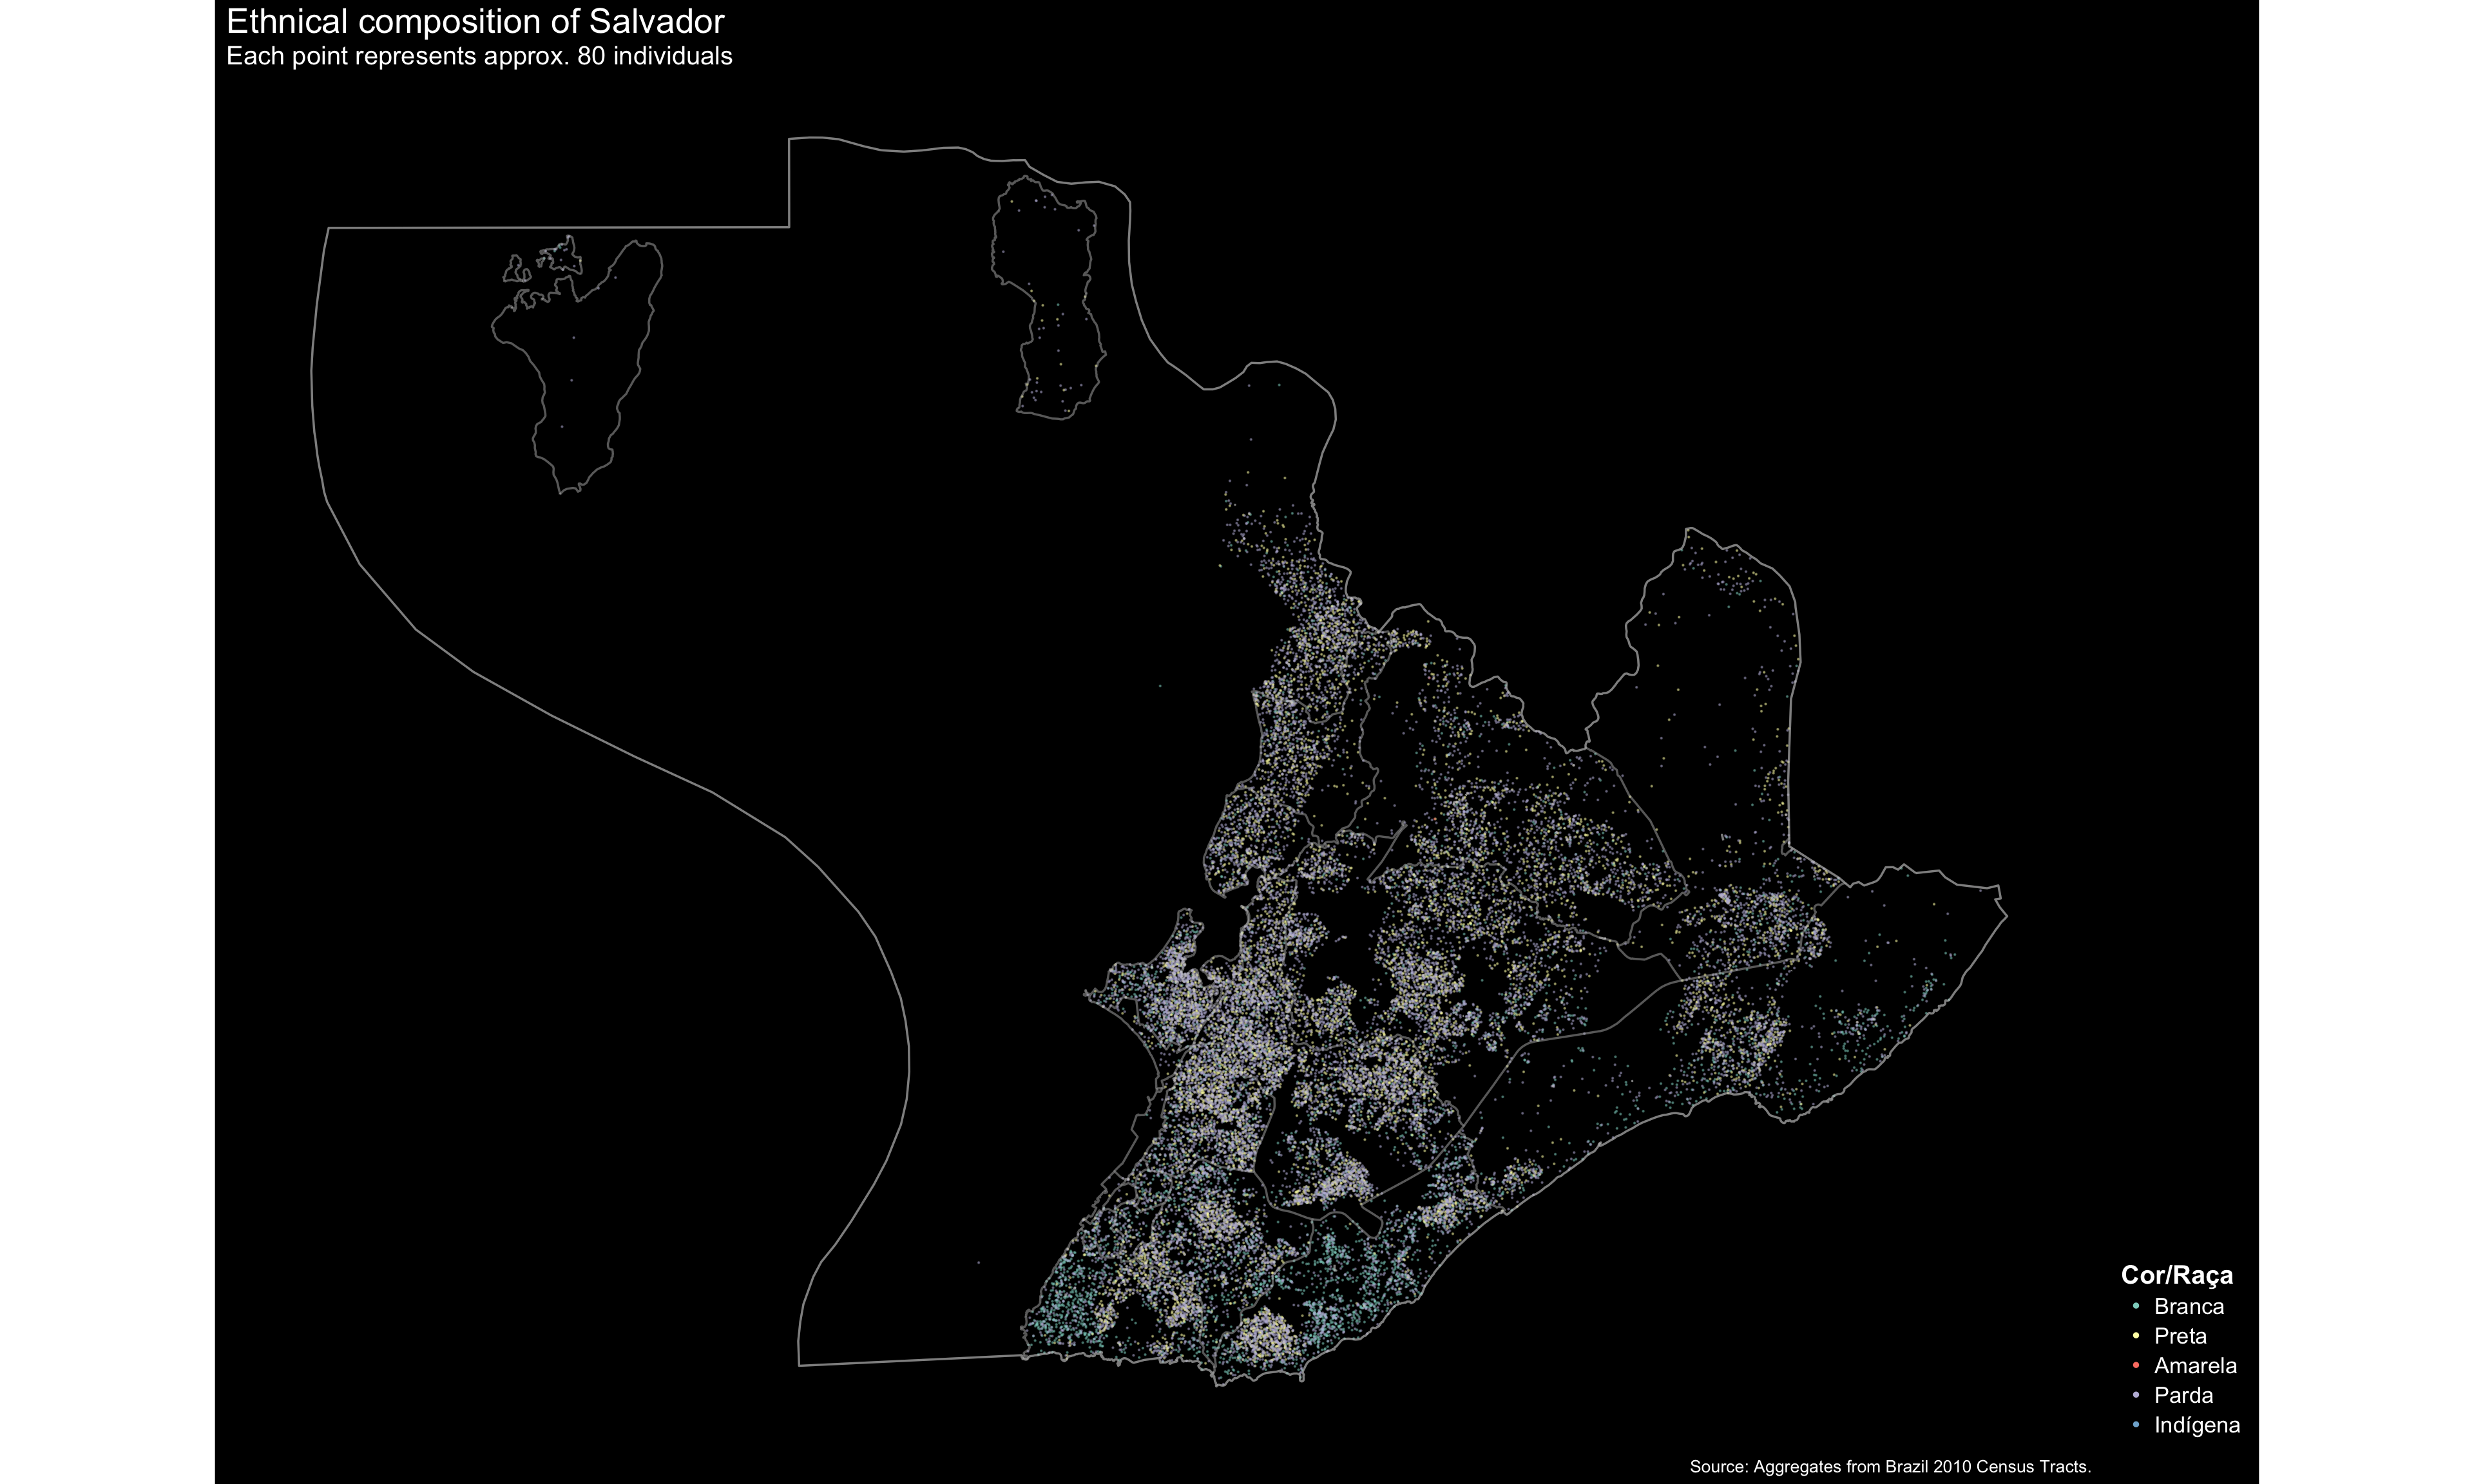 Ethnical composition of Salvador
Each point represents approx. 80 individuals
Cor/Raça
Branca
Preta
Amarela
Parda
Indígena
Source: Aggregates from Brazil 2010 Census Tracts.